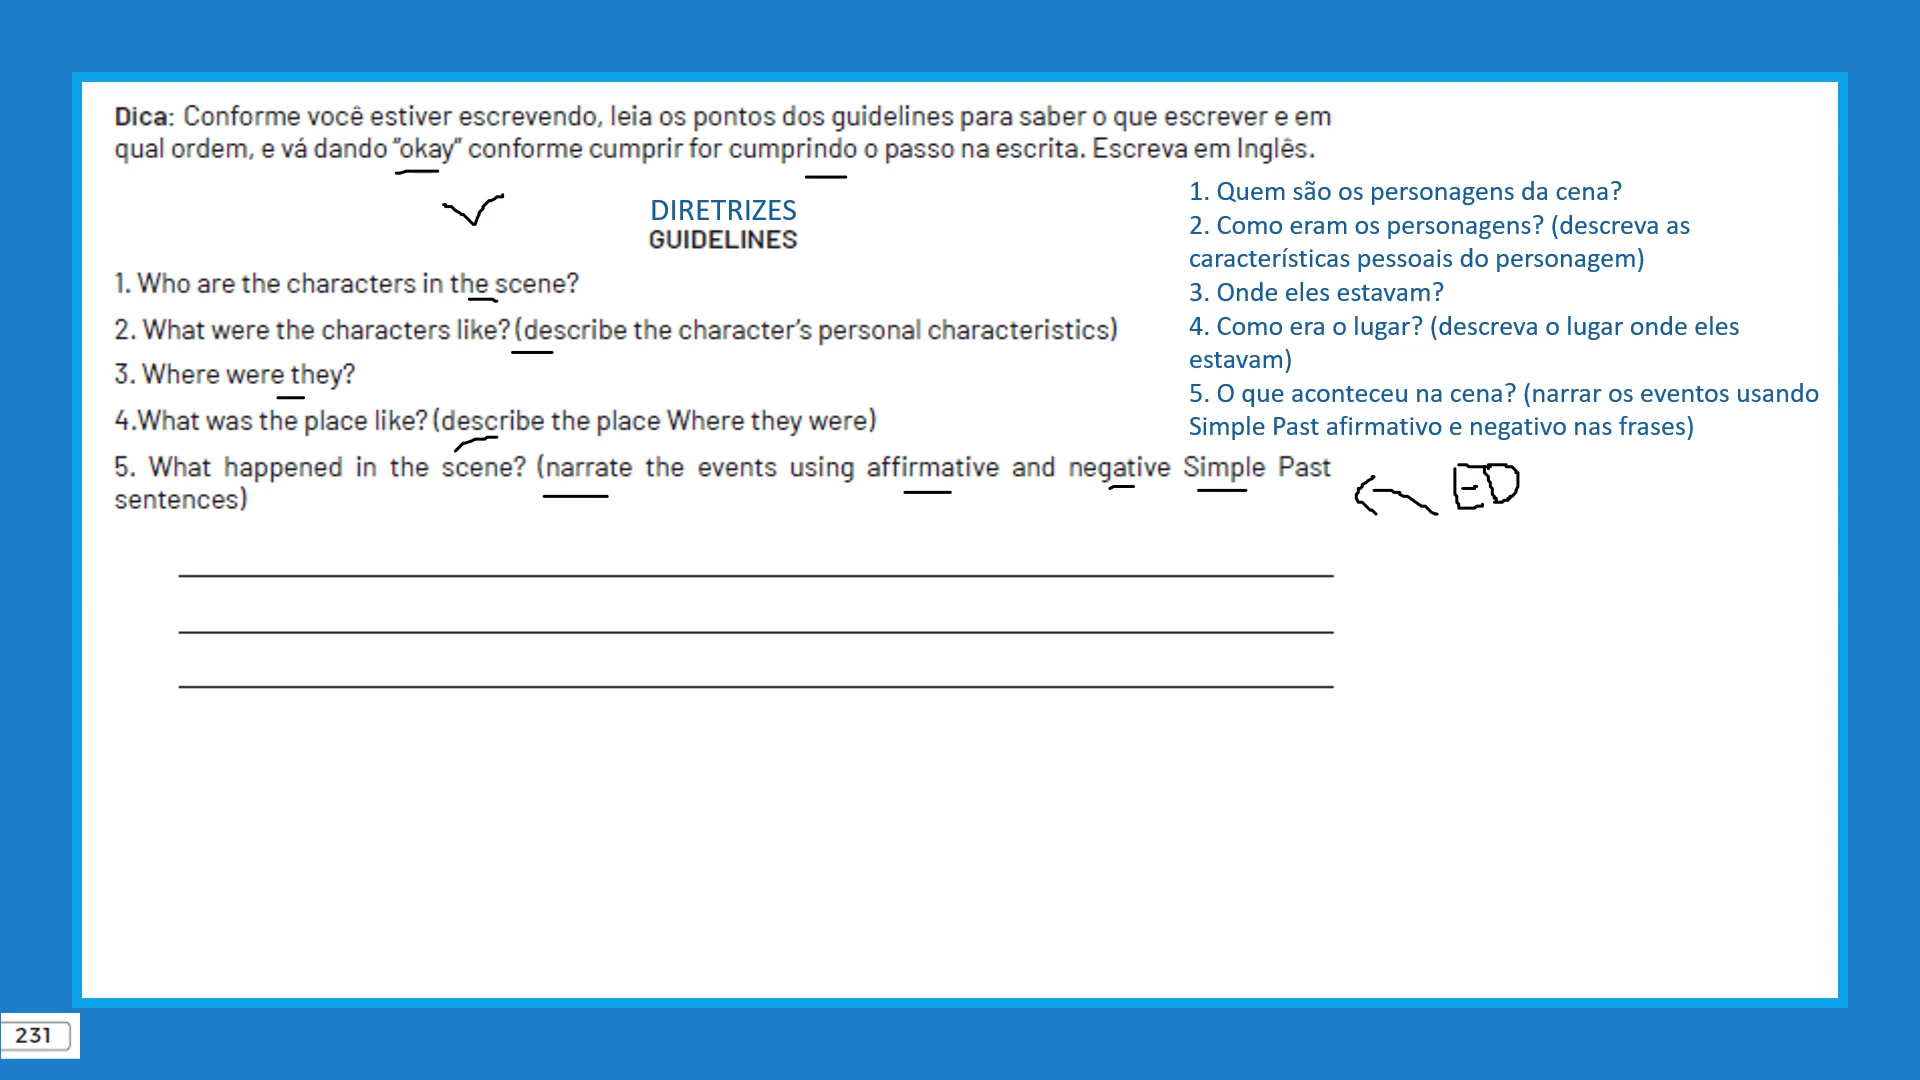 Dica: Conforme você estiver escrevendo, leia os pontos dos guidelines para saber o que escrever e em
qual ordem, e vá dando “okay” conforme cumprir for cumprindo o passo na escrita. Escreva em Inglês.
DIRETRIZES
GUIDELINES
1. Who are the characters in the scene?
2. What were the characters like? (describe the character’s personal characteristics)
3. Where were they?
4.What was the place like? (describe the place Where they were)
5. What happened in the scene? (narrate the events using affirmative and negative Simple Past
sentences)
1. Quem são os personagens da cena?
2. Como eram os personagens? (descreva as
características pessoais do personagem)
3. Onde eles estavam?
4. Como era o lugar? (descreva o lugar onde eles
estavam)
5. O que aconteceu na cena? (narrar os eventos usando
Simple Past afirmativo e negativo nas frases)
ED
231